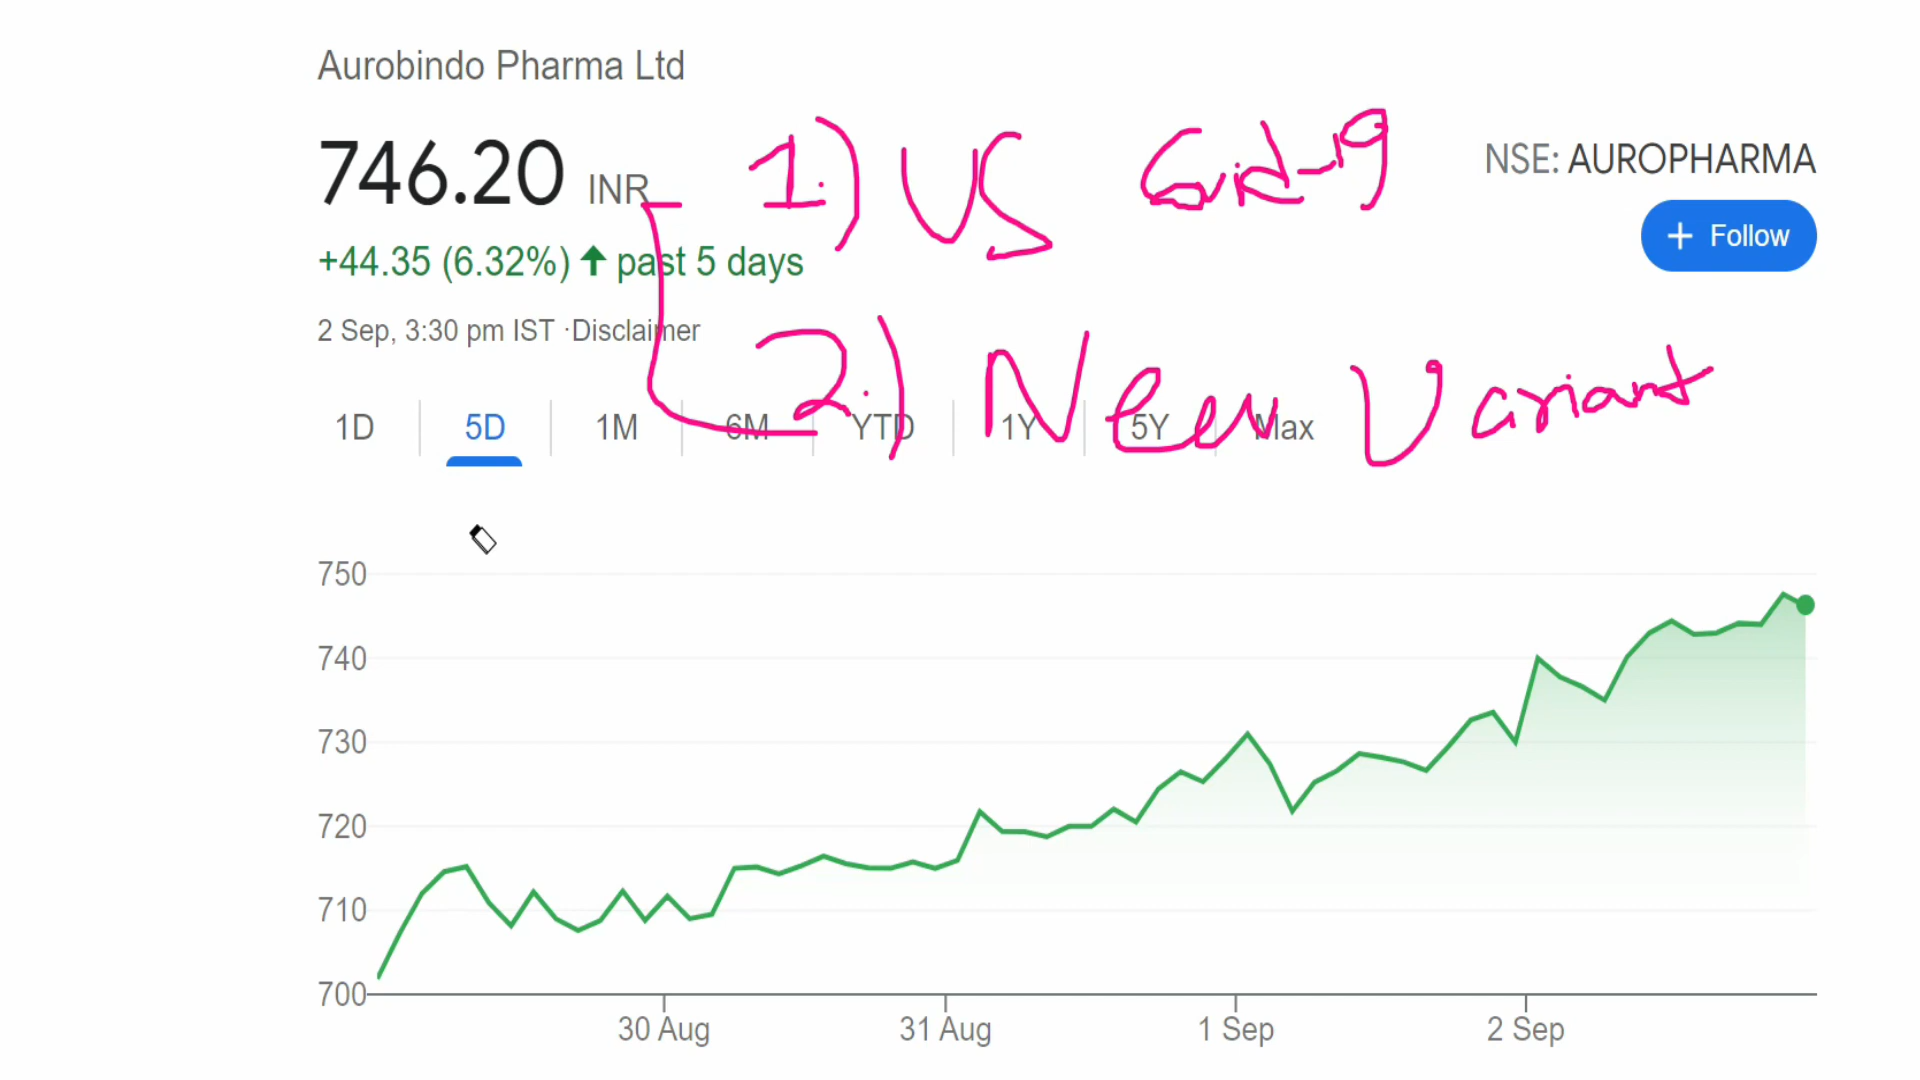 Aurobindo Pharma Ltd
746.20 INR
1.) US Covid-19
NSE: AUROPHARMA
+ Follow
+44.35 (6.32%) ↑ past 5 days
2 Sep, 3:30 pm IST ·Disclaimer
2.) New Variant
1D 5D 1M 6M YTD 1Y 5Y Max
750
740
730
720
710
700
30 Aug 31 Aug 1 Sep 2 Sep